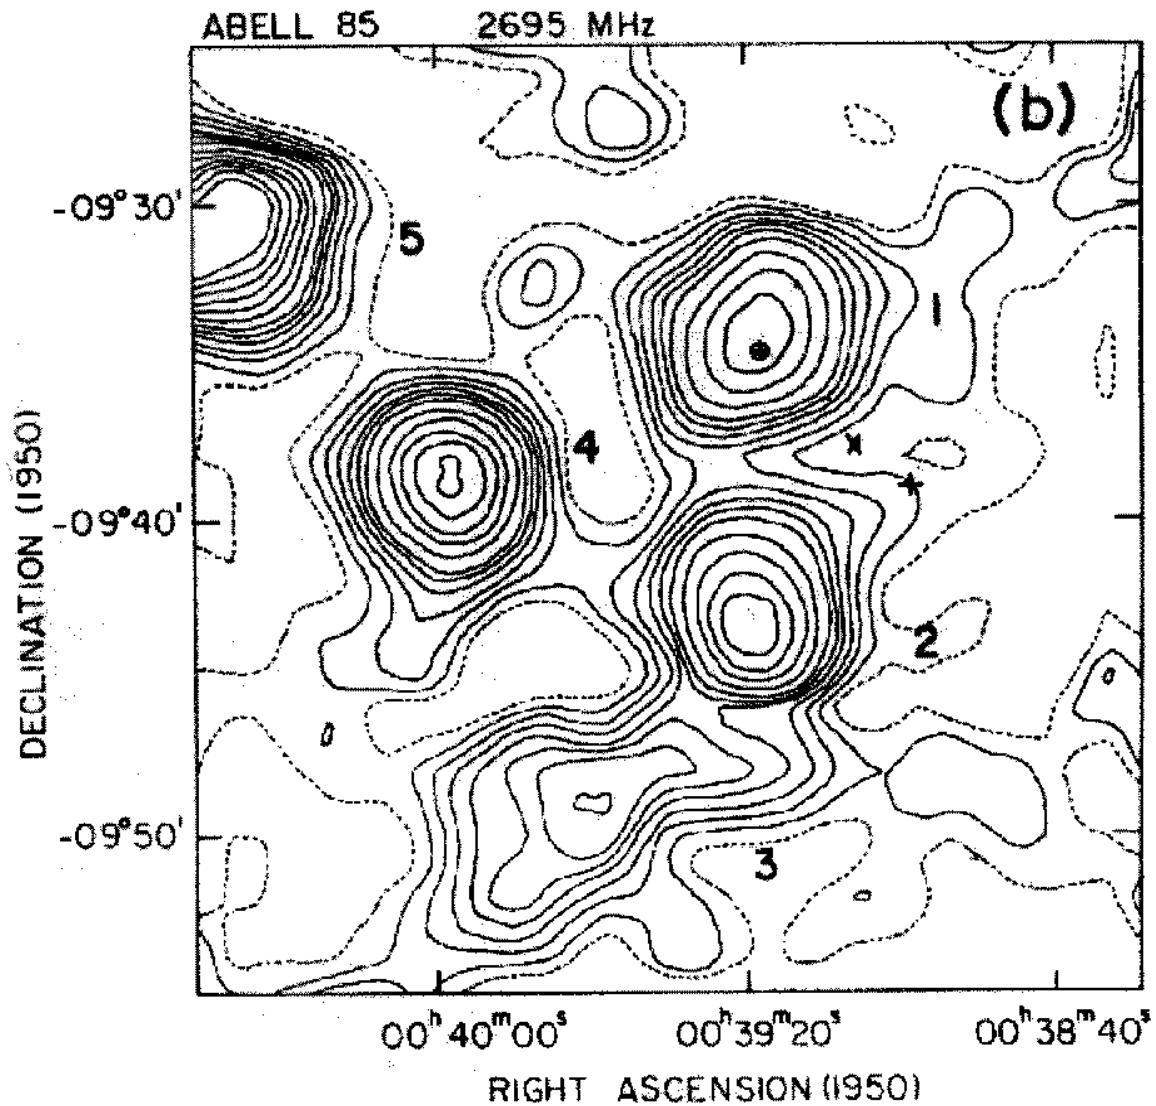 ABELL 85 2695 MHz
(b)
-09°30'
5
1
4
-09°40'
2
-09°50'
3
00ʰ40ᵐ00ˢ 00ʰ39ᵐ20ˢ 00ʰ38ᵐ40ˢ
RIGHT ASCENSION (1950)
DECLINATION (1950)